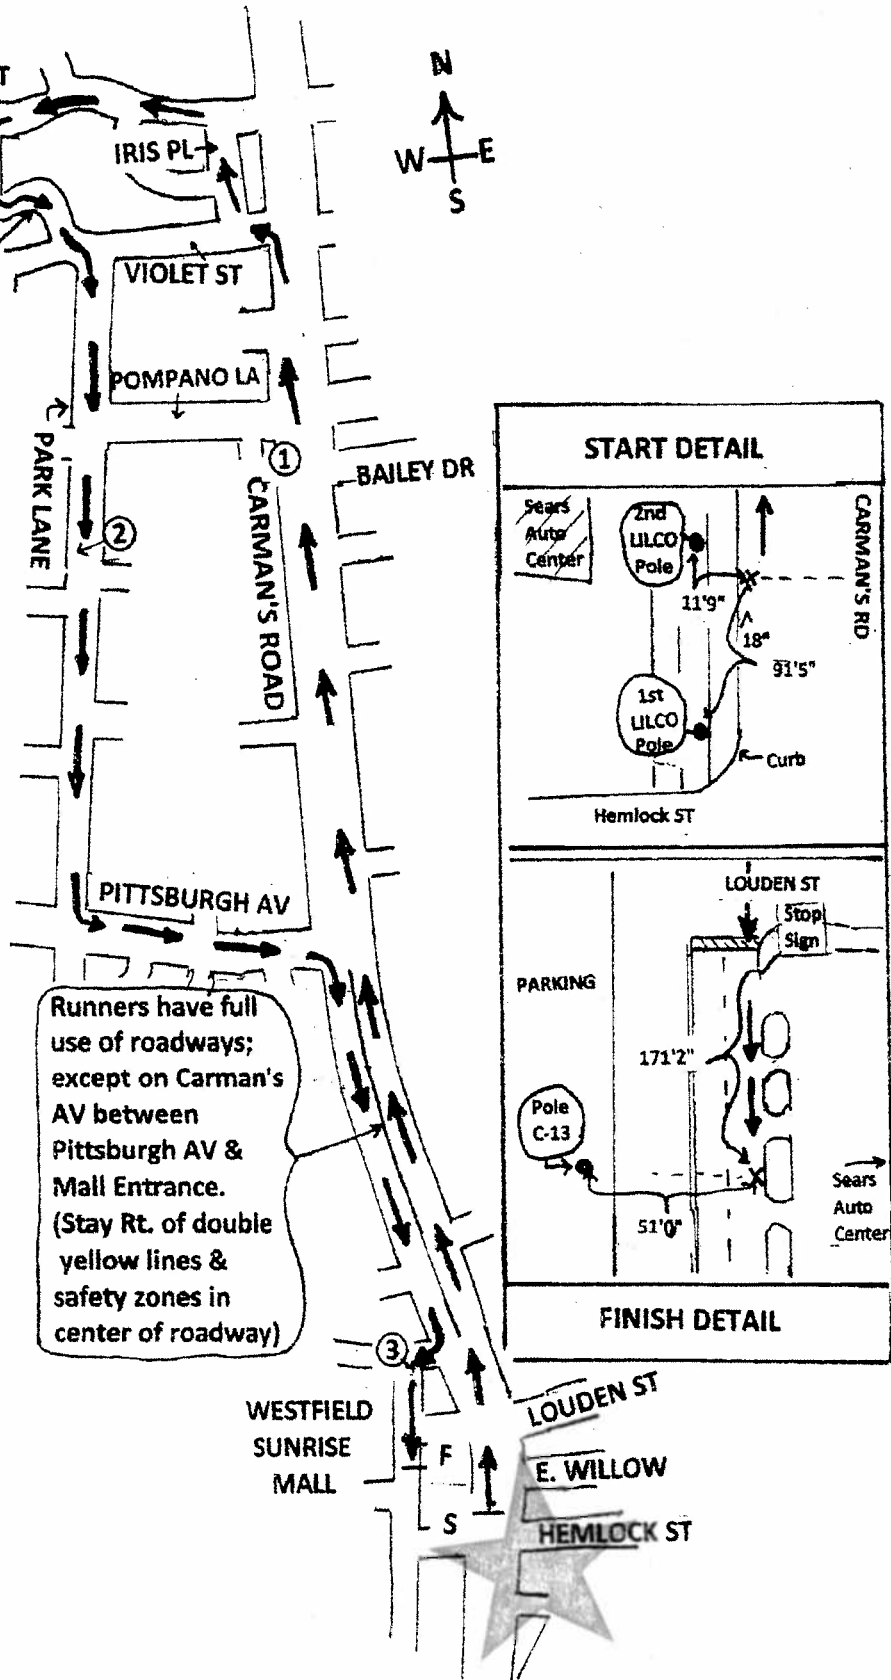 T
N
W E
S
IRIS PL
VIOLET ST
POMPANO LA
PARK LANE
1
BAILEY DR
CARMAN'S ROAD
2
PITTSBURGH AV
Runners have full
use of roadways;
except on Carman's
AV between
Pittsburgh AV &
Mall Entrance.
(Stay Rt. of double
yellow lines &
safety zones in
center of roadway)
3
WESTFIELD
SUNRISE
MALL
F
S
LOUDEN ST
E. WILLOW
HEMLOCK ST
START DETAIL
Sears
Auto
Center
2nd
LILCO
Pole
CARMAN'S RD
11'9"
18"
91'5"
1st
LILCO
Pole
Curb
Hemlock ST
LOUDEN ST
Stop
Sign
PARKING
171'2"
Pole
C-13
51'0"
Sears
Auto
Center
FINISH DETAIL